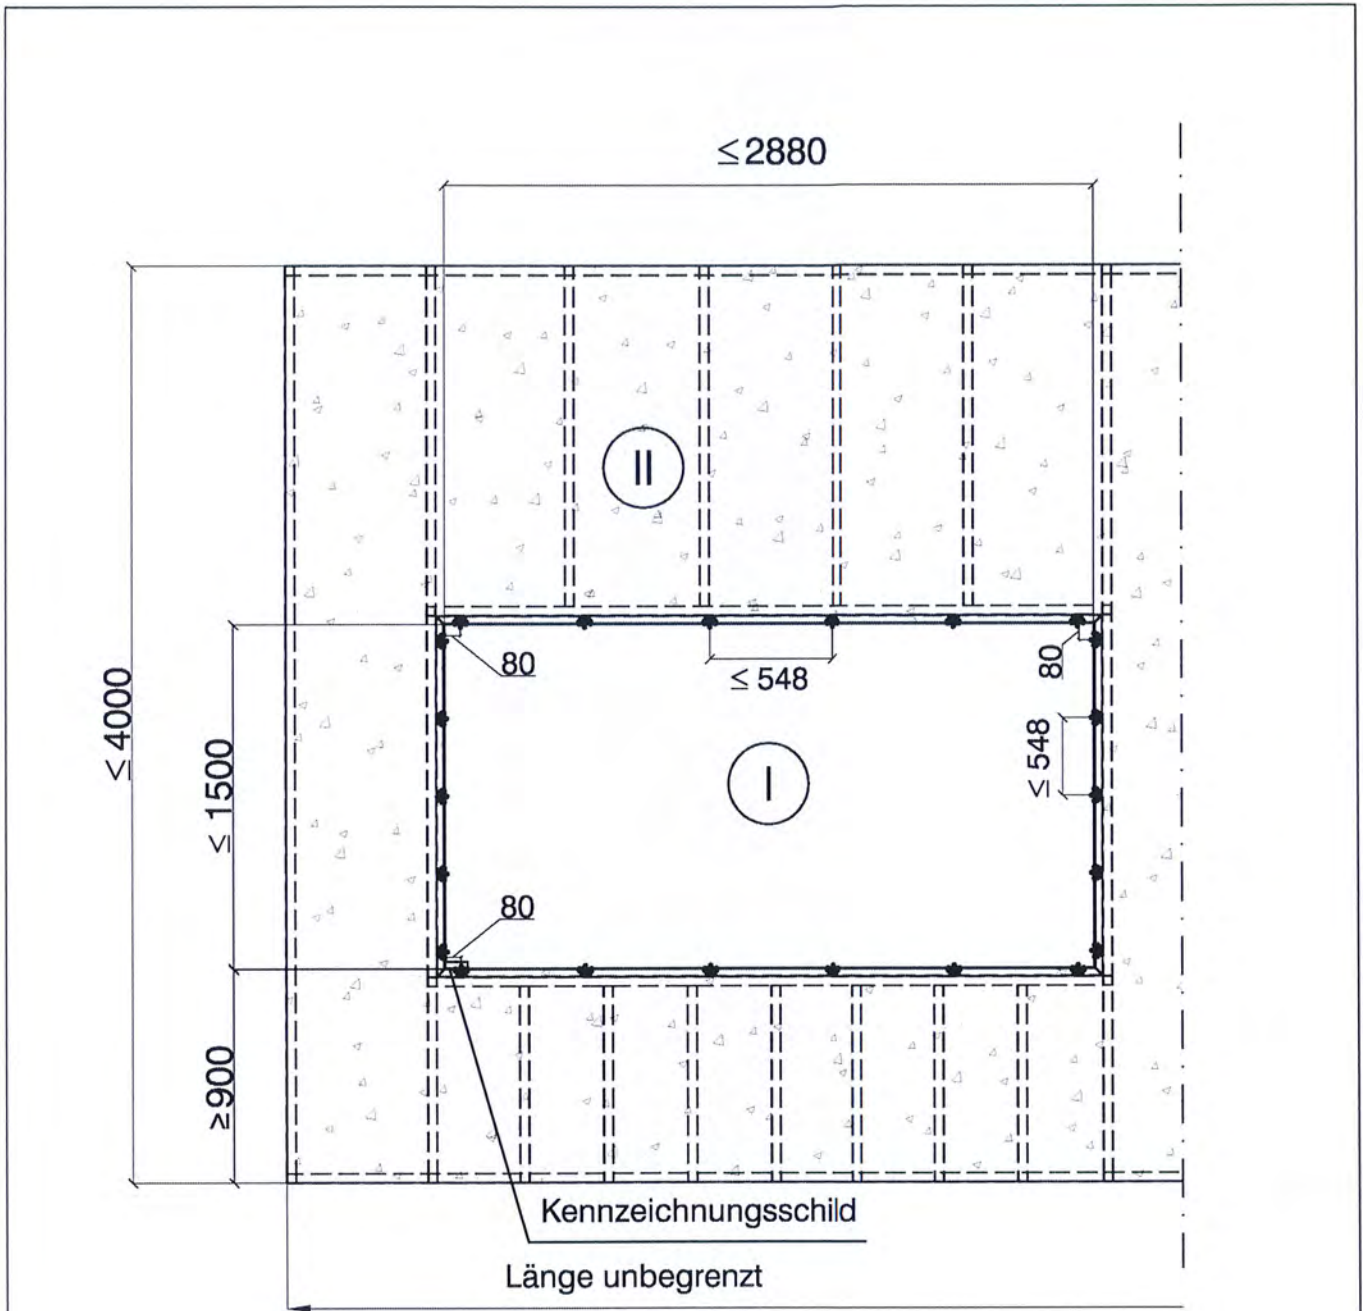 ≤2880
II
80
≤ 548
80
≤ 4000
≤ 1500
≤ 548
I
80
≥900
Kennzeichnungsschild
Länge unbegrenzt